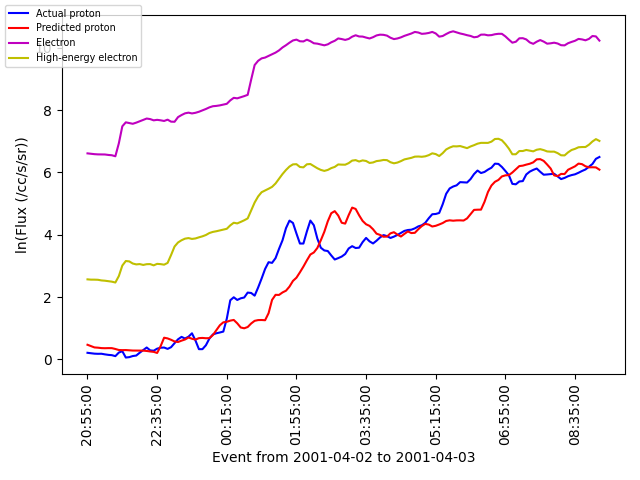 Actual proton
Predicted proton
Electron
High-energy electron
10
8
6
4
2
0
ln(Flux (/cc/s/sr))
20:55:00
22:35:00
00:15:00
01:55:00
03:35:00
05:15:00
06:55:00
08:35:00
Event from 2001-04-02 to 2001-04-03